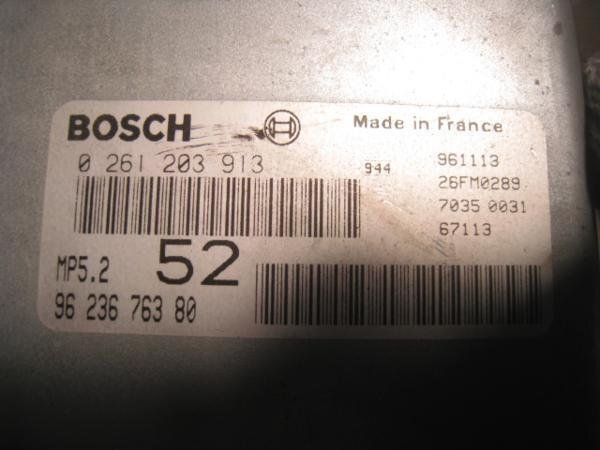 BOSCH Made in France
0 261 203 913 944 961113
26FM0289
7035 0031
67113
MP5.2 52
96 236 763 80